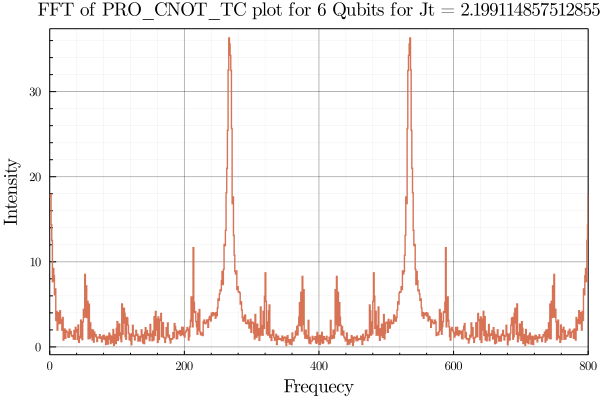 FFT of PRO_CNOT_TC plot for 6 Qubits for Jt = 2.199114857512855
Intensity
30
20
10
0
0 200 400 600 800
Frequecy